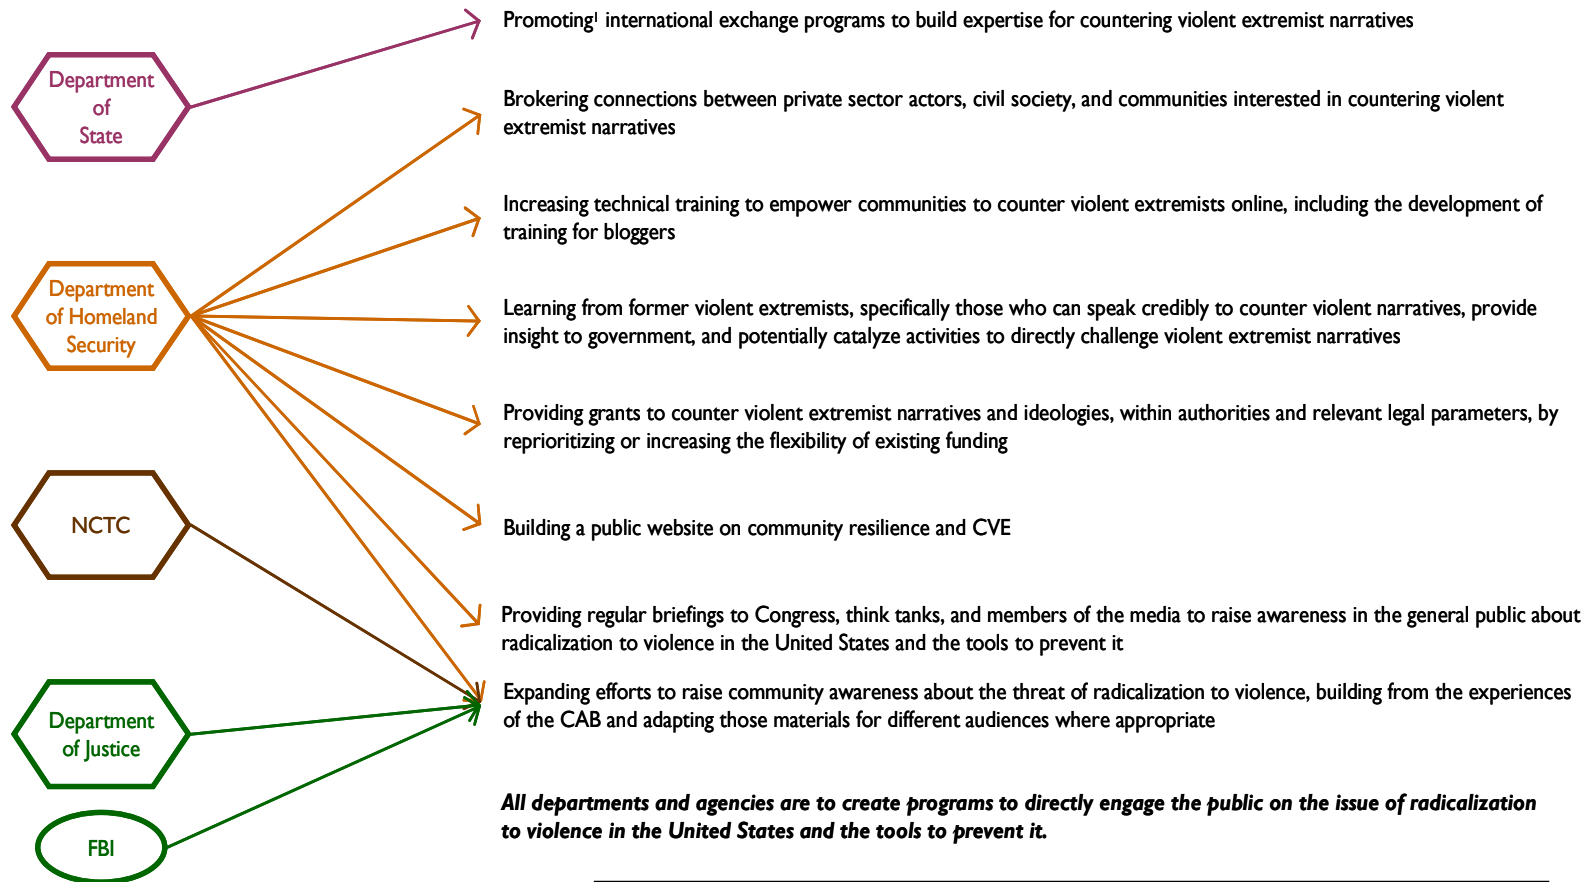 Promoting¹ international exchange programs to build expertise for countering violent extremist narratives
Department
of
State
Brokering connections between private sector actors, civil society, and communities interested in countering violent
extremist narratives
Increasing technical training to empower communities to counter violent extremists online, including the development of
training for bloggers
Department
of Homeland
Security
Learning from former violent extremists, specifically those who can speak credibly to counter violent narratives, provide
insight to government, and potentially catalyze activities to directly challenge violent extremist narratives
Providing grants to counter violent extremist narratives and ideologies, within authorities and relevant legal parameters, by
reprioritizing or increasing the flexibility of existing funding
NCTC
Building a public website on community resilience and CVE
Providing regular briefings to Congress, think tanks, and members of the media to raise awareness in the general public about
radicalization to violence in the United States and the tools to prevent it
Department
of Justice
Expanding efforts to raise community awareness about the threat of radicalization to violence, building from the experiences
of the CAB and adapting those materials for different audiences where appropriate
FBI
All departments and agencies are to create programs to directly engage the public on the issue of radicalization
to violence in the United States and the tools to prevent it.